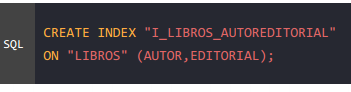 SQL
CREATE INDEX "I_LIBROS_AUTOREDITORIAL"
ON "LIBROS" (AUTOR,EDITORIAL);